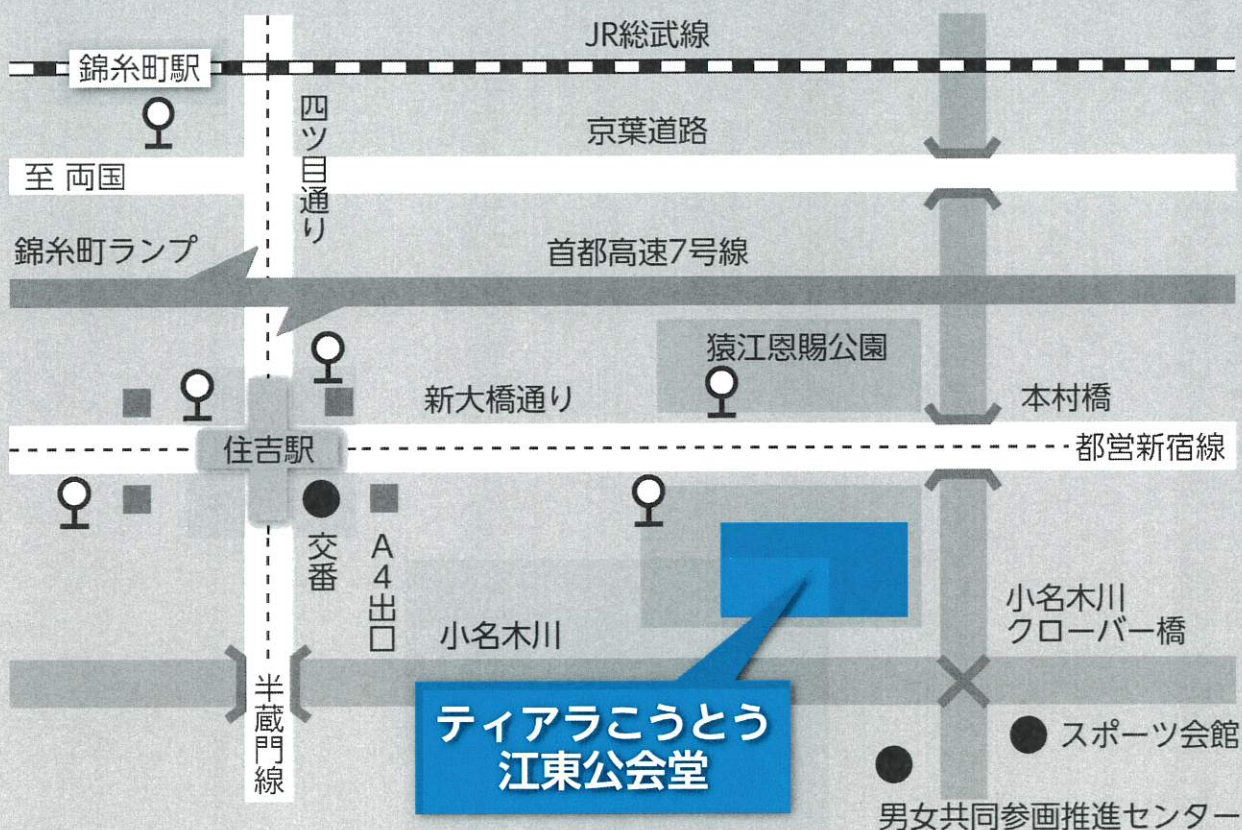 JR総武線
錦糸町駅
四ツ目通り
京葉道路
至 両国
錦糸町ランプ
首都高速7号線
猿江恩賜公園
新大橋通り
本村橋
住吉駅
都営新宿線
交番
A4出口
小名木川
小名木川
クローバー橋
半蔵門線
ティアラこうとう
江東公会堂
スポーツ会館
男女共同参画推進センター